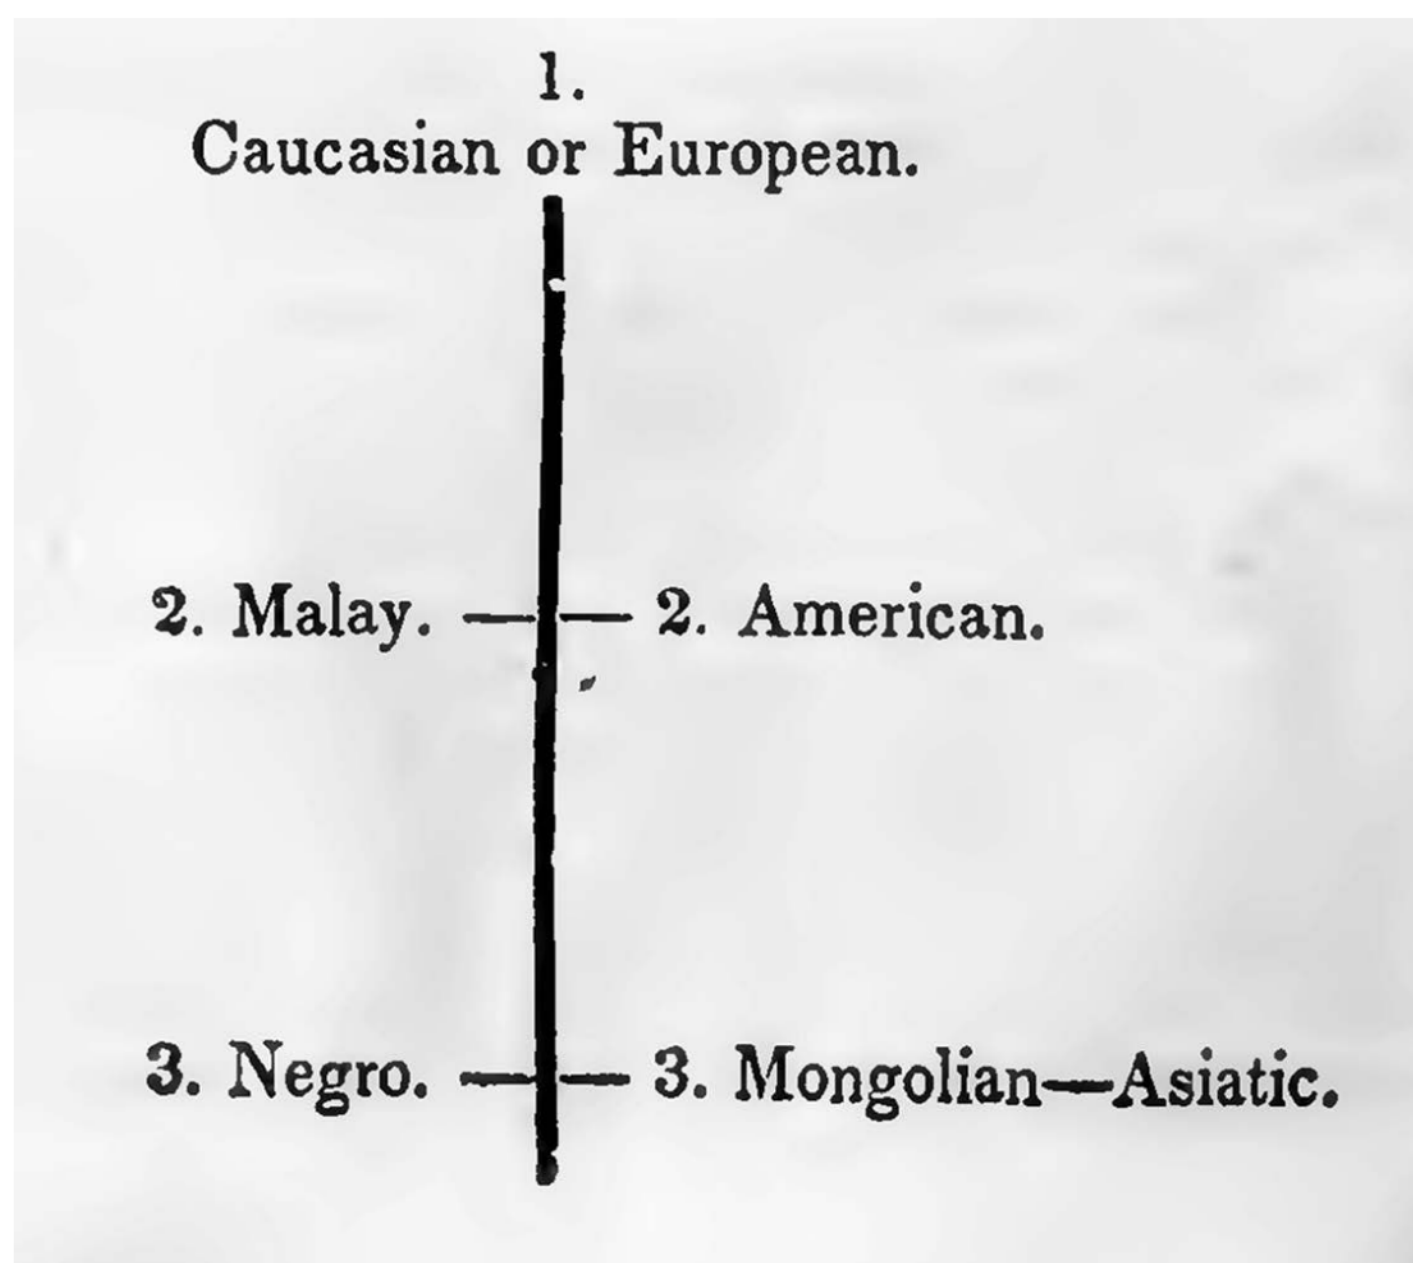 1.
Caucasian or European.
2. Malay. — — 2. American.
3. Negro. — — 3. Mongolian—Asiatic.